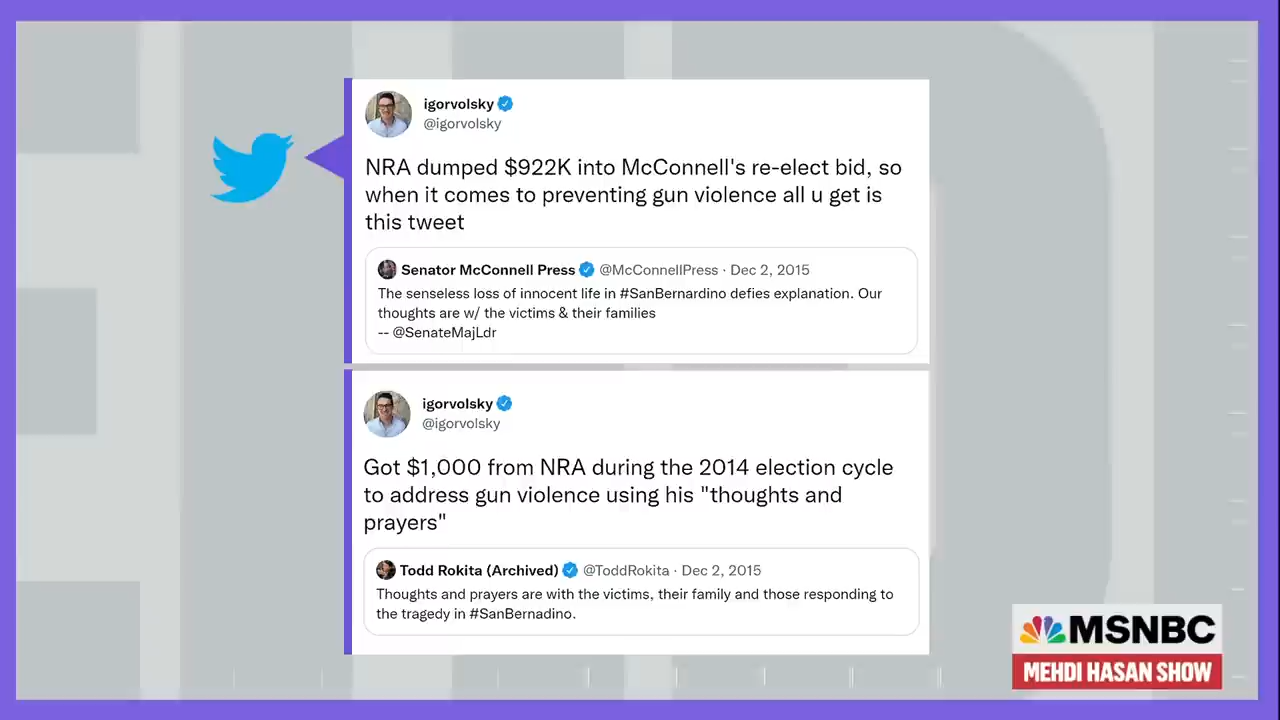 igorvolsky
@igorvolsky
NRA dumped $922K into McConnell's re-elect bid, so
when it comes to preventing gun violence all u get is
this tweet
Senator McConnell Press @McConnellPress · Dec 2, 2015
The senseless loss of innocent life in #SanBernardino defies explanation. Our
thoughts are w/ the victims & their families
-- @SenateMajLdr
igorvolsky
@igorvolsky
Got $1,000 from NRA during the 2014 election cycle
to address gun violence using his "thoughts and
prayers"
Todd Rokita (Archived) @ToddRokita · Dec 2, 2015
Thoughts and prayers are with the victims, their family and those responding to
the tragedy in #SanBernadino.
MSNBC
MEHDI HASAN SHOW